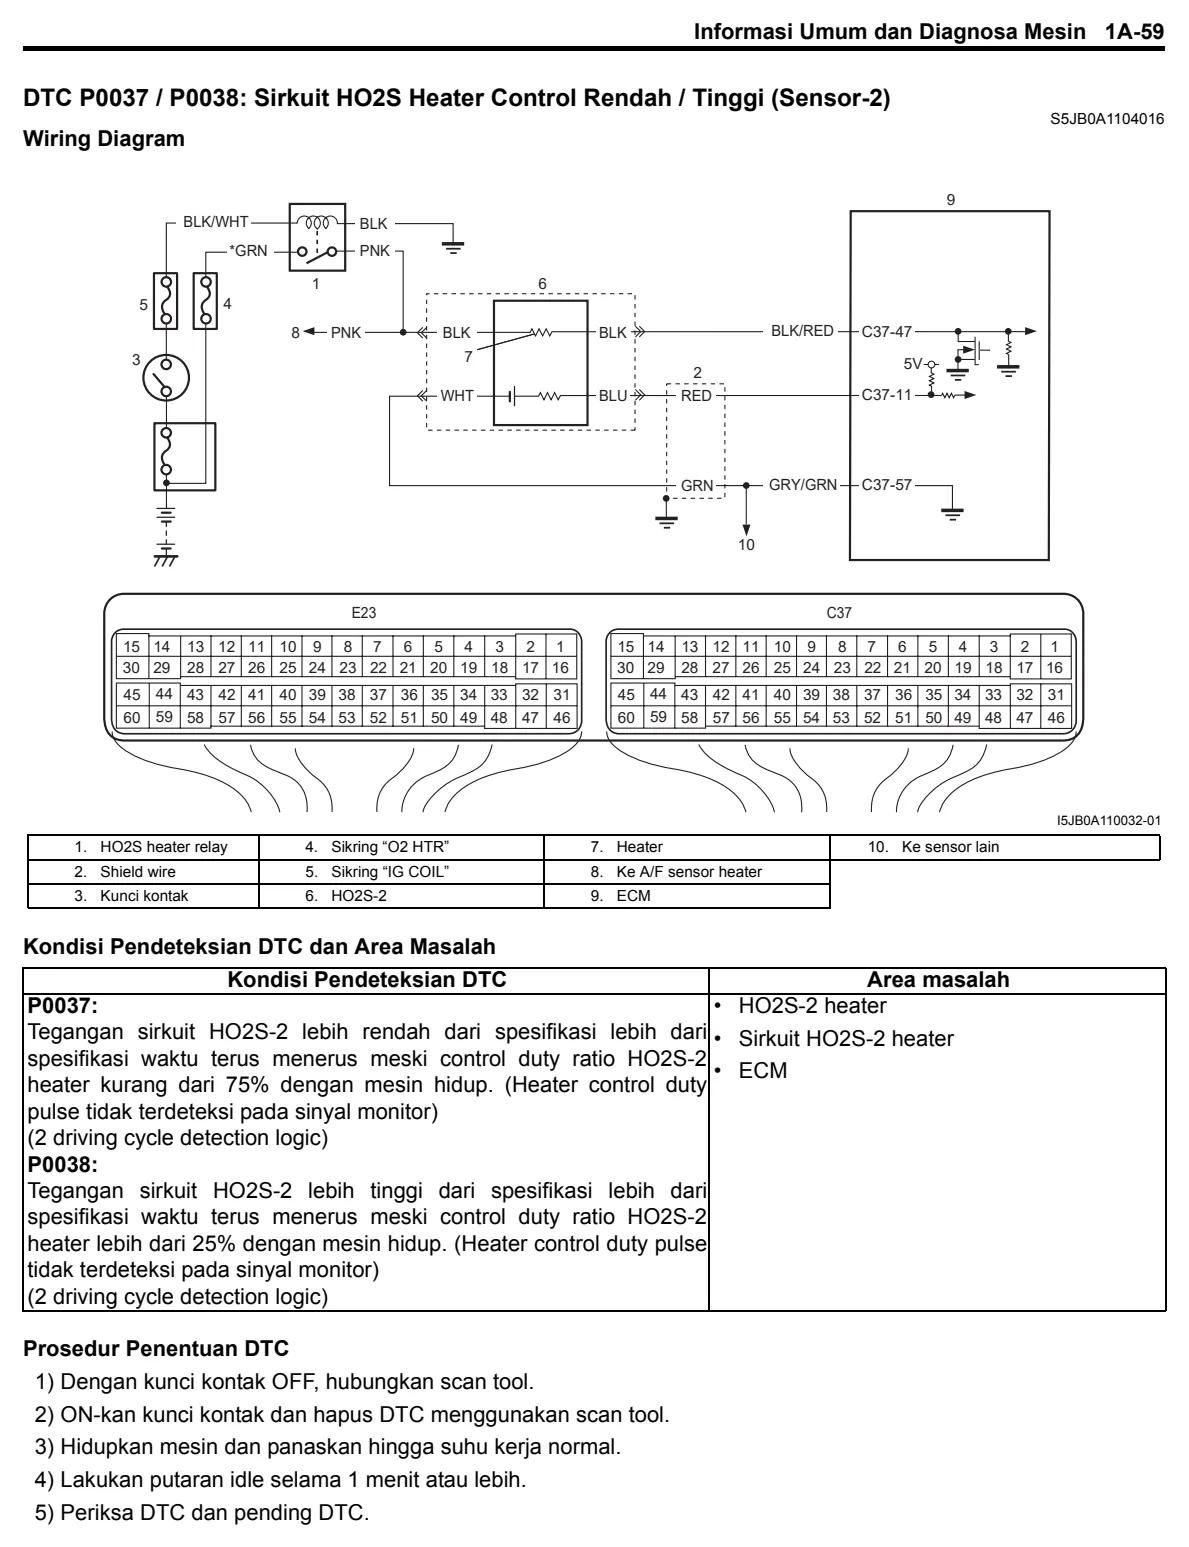 Informasi Umum dan Diagnosa Mesin 1A-59
DTC P0037 / P0038: Sirkuit HO2S Heater Control Rendah / Tinggi (Sensor-2)
S5JB0A1104016
Wiring Diagram
9
BLK/WHT
BLK
*GRN
PNK
1
5
4
6
8
PNK
BLK
BLK
BLK/RED
C37-47
7
3
5V
2
WHT
BLU
RED
C37-11
GRN
GRY/GRN
C37-57
10
E23
C37
15 14 13 12 11 10 9 8 7 6 5 4 3 2 1
30 29 28 27 26 25 24 23 22 21 20 19 18 17 16
45 44 43 42 41 40 39 38 37 36 35 34 33 32 31
60 59 58 57 56 55 54 53 52 51 50 49 48 47 46
15 14 13 12 11 10 9 8 7 6 5 4 3 2 1
30 29 28 27 26 25 24 23 22 21 20 19 18 17 16
45 44 43 42 41 40 39 38 37 36 35 34 33 32 31
60 59 58 57 56 55 54 53 52 51 50 49 48 47 46
I5JB0A110032-01
1. HO2S heater relay 4. Sikring “O2 HTR” 7. Heater 10. Ke sensor lain
2. Shield wire 5. Sikring “IG COIL” 8. Ke A/F sensor heater
3. Kunci kontak 6. HO2S-2 9. ECM
Kondisi Pendeteksian DTC dan Area Masalah
Kondisi Pendeteksian DTC Area masalah
P0037:
Tegangan sirkuit HO2S-2 lebih rendah dari spesifikasi lebih dari
spesifikasi waktu terus menerus meski control duty ratio HO2S-2
heater kurang dari 75% dengan mesin hidup. (Heater control duty
pulse tidak terdeteksi pada sinyal monitor)
(2 driving cycle detection logic)
P0038:
Tegangan sirkuit HO2S-2 lebih tinggi dari spesifikasi lebih dari
spesifikasi waktu terus menerus meski control duty ratio HO2S-2
heater lebih dari 25% dengan mesin hidup. (Heater control duty pulse
tidak terdeteksi pada sinyal monitor)
(2 driving cycle detection logic)
• HO2S-2 heater
• Sirkuit HO2S-2 heater
• ECM
Prosedur Penentuan DTC
1) Dengan kunci kontak OFF, hubungkan scan tool.
2) ON-kan kunci kontak dan hapus DTC menggunakan scan tool.
3) Hidupkan mesin dan panaskan hingga suhu kerja normal.
4) Lakukan putaran idle selama 1 menit atau lebih.
5) Periksa DTC dan pending DTC.